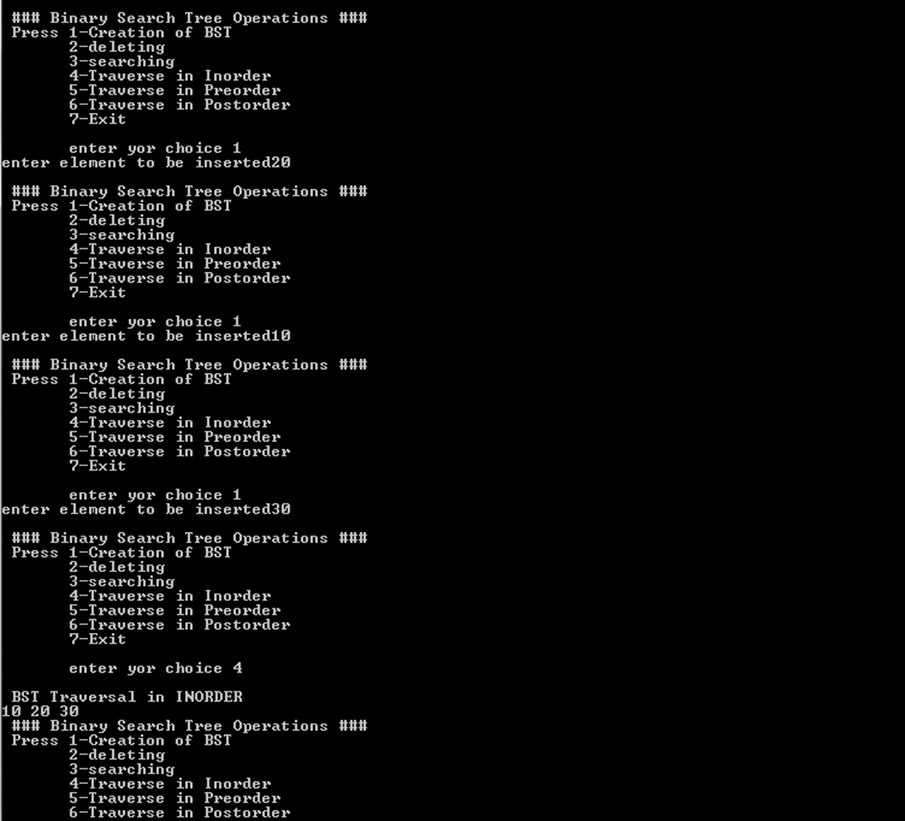 ### Binary Search Tree Operations ###
Press 1-Creation of BST
2-deleting
3-searching
4-Traverse in Inorder
5-Traverse in Preorder
6-Traverse in Postorder
7-Exit
enter yor choice 1
enter element to be inserted20
### Binary Search Tree Operations ###
Press 1-Creation of BST
2-deleting
3-searching
4-Traverse in Inorder
5-Traverse in Preorder
6-Traverse in Postorder
7-Exit
enter yor choice 1
enter element to be inserted10
### Binary Search Tree Operations ###
Press 1-Creation of BST
2-deleting
3-searching
4-Traverse in Inorder
5-Traverse in Preorder
6-Traverse in Postorder
7-Exit
enter yor choice 1
enter element to be inserted30
### Binary Search Tree Operations ###
Press 1-Creation of BST
2-deleting
3-searching
4-Traverse in Inorder
5-Traverse in Preorder
6-Traverse in Postorder
7-Exit
enter yor choice 4
BST Traversal in INORDER
10 20 30
### Binary Search Tree Operations ###
Press 1-Creation of BST
2-deleting
3-searching
4-Traverse in Inorder
5-Traverse in Preorder
6-Traverse in Postorder